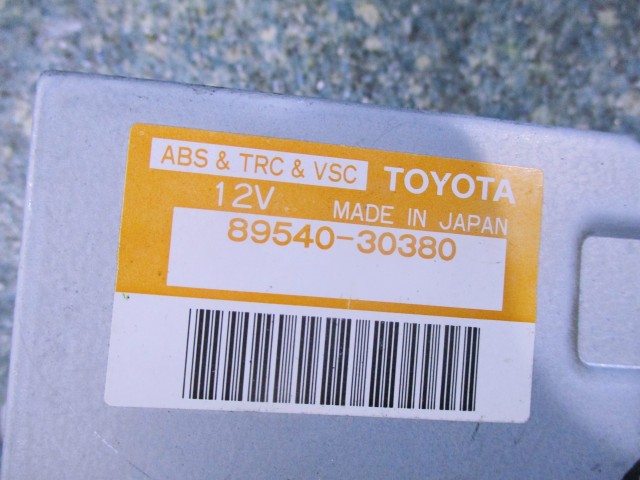 ABS & TRC & VSC TOYOTA
12V MADE IN JAPAN
89540-30380